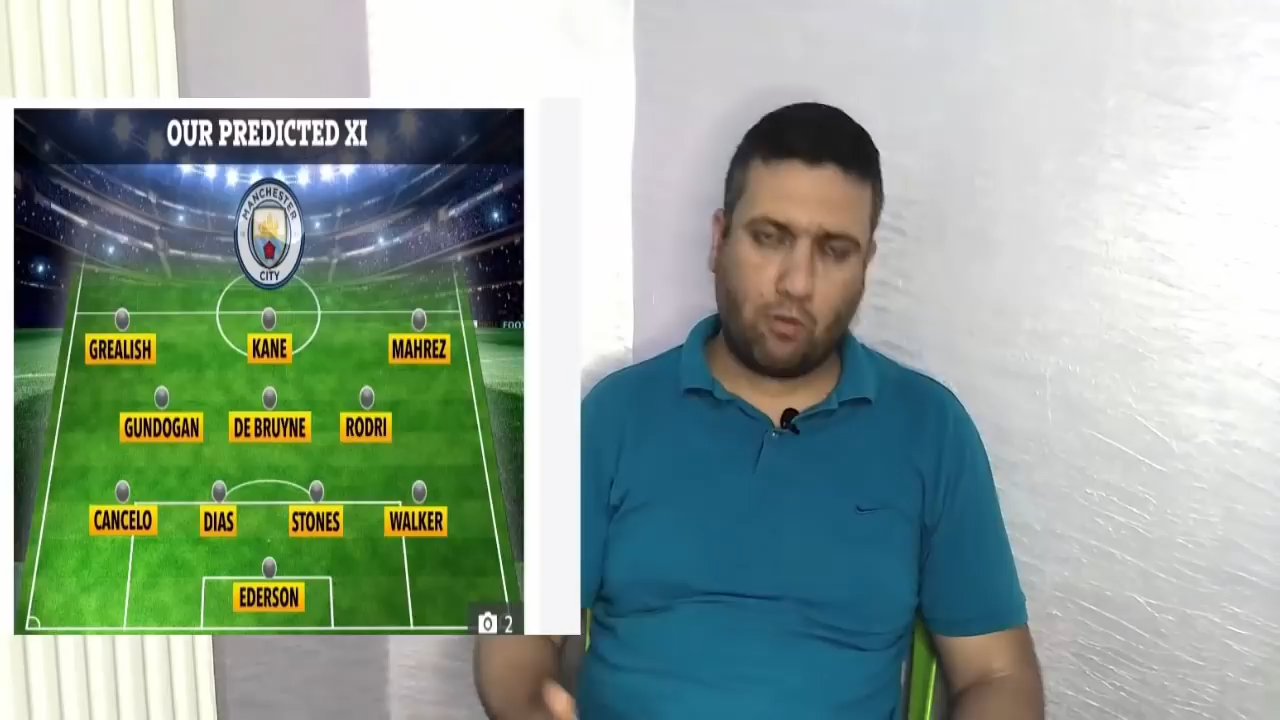 OUR PREDICTED XI
MANCHESTER
CITY
GREALISH
KANE
MAHREZ
GUNDOGAN
DE BRUYNE
RODRI
CANCELO
DIAS
STONES
WALKER
EDERSON
2